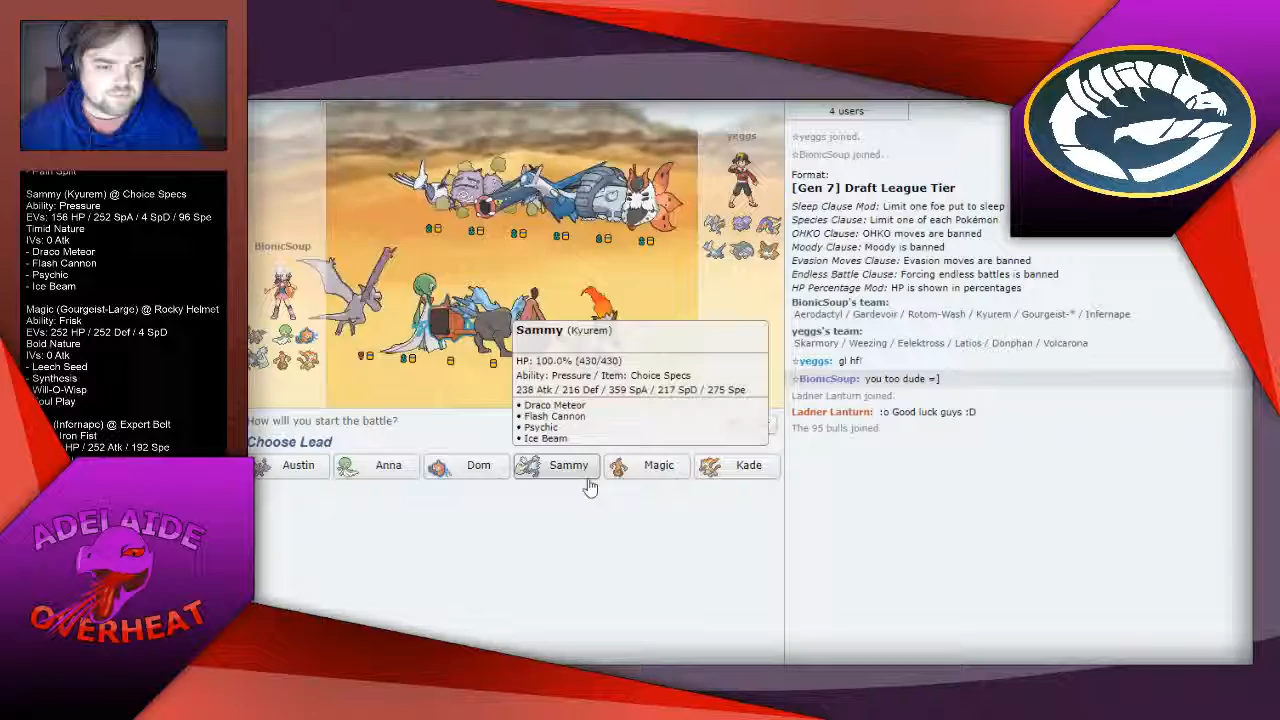 - Pain Split
Sammy (Kyurem) @ Choice Specs
Ability: Pressure
EVs: 156 HP / 252 SpA / 4 SpD / 96 Spe
Timid Nature
IVs: 0 Atk
- Draco Meteor
- Flash Cannon
- Psychic
- Ice Beam
Magic (Gourgeist-Large) @ Rocky Helmet
Ability: Frisk
EVs: 252 HP / 252 Def / 4 SpD
Bold Nature
IVs: 0 Atk
- Leech Seed
- Synthesis
Will-O-Wisp
oul Play
(Infernape) @ Expert Belt
Iron Fist
HP / 252 Atk / 192 Spe
ADELAIDE
OVERHEAT
BionicSoup
yeggs
Sammy (Kyurem)
HP: 100.0% (430/430)
Ability: Pressure / Item: Choice Specs
238 Atk / 216 Def / 359 SpA / 217 SpD / 275 Spe
• Draco Meteor
• Flash Cannon
• Psychic
• Ice Beam
How will you start the battle?
Choose Lead
Austin
Anna
Dom
Sammy
Magic
Kade
4 users
☆yeggs joined.
☆BionicSoup joined.
Format:
[Gen 7] Draft League Tier
Sleep Clause Mod: Limit one foe put to sleep
Species Clause: Limit one of each Pokémon
OHKO Clause: OHKO moves are banned
Moody Clause: Moody is banned
Evasion Moves Clause: Evasion moves are banned
Endless Battle Clause: Forcing endless battles is banned
HP Percentage Mod: HP is shown in percentages
BionicSoup's team:
Aerodactyl / Gardevoir / Rotom-Wash / Kyurem / Gourgeist-* / Infernape
yeggs's team:
Skarmory / Weezing / Eelektross / Latios / Donphan / Volcarona
☆yeggs: gl hf!
☆BionicSoup: you too dude =]
Ladner Lanturn joined.
Ladner Lanturn: :o Good luck guys :D
The 95 bulls joined.